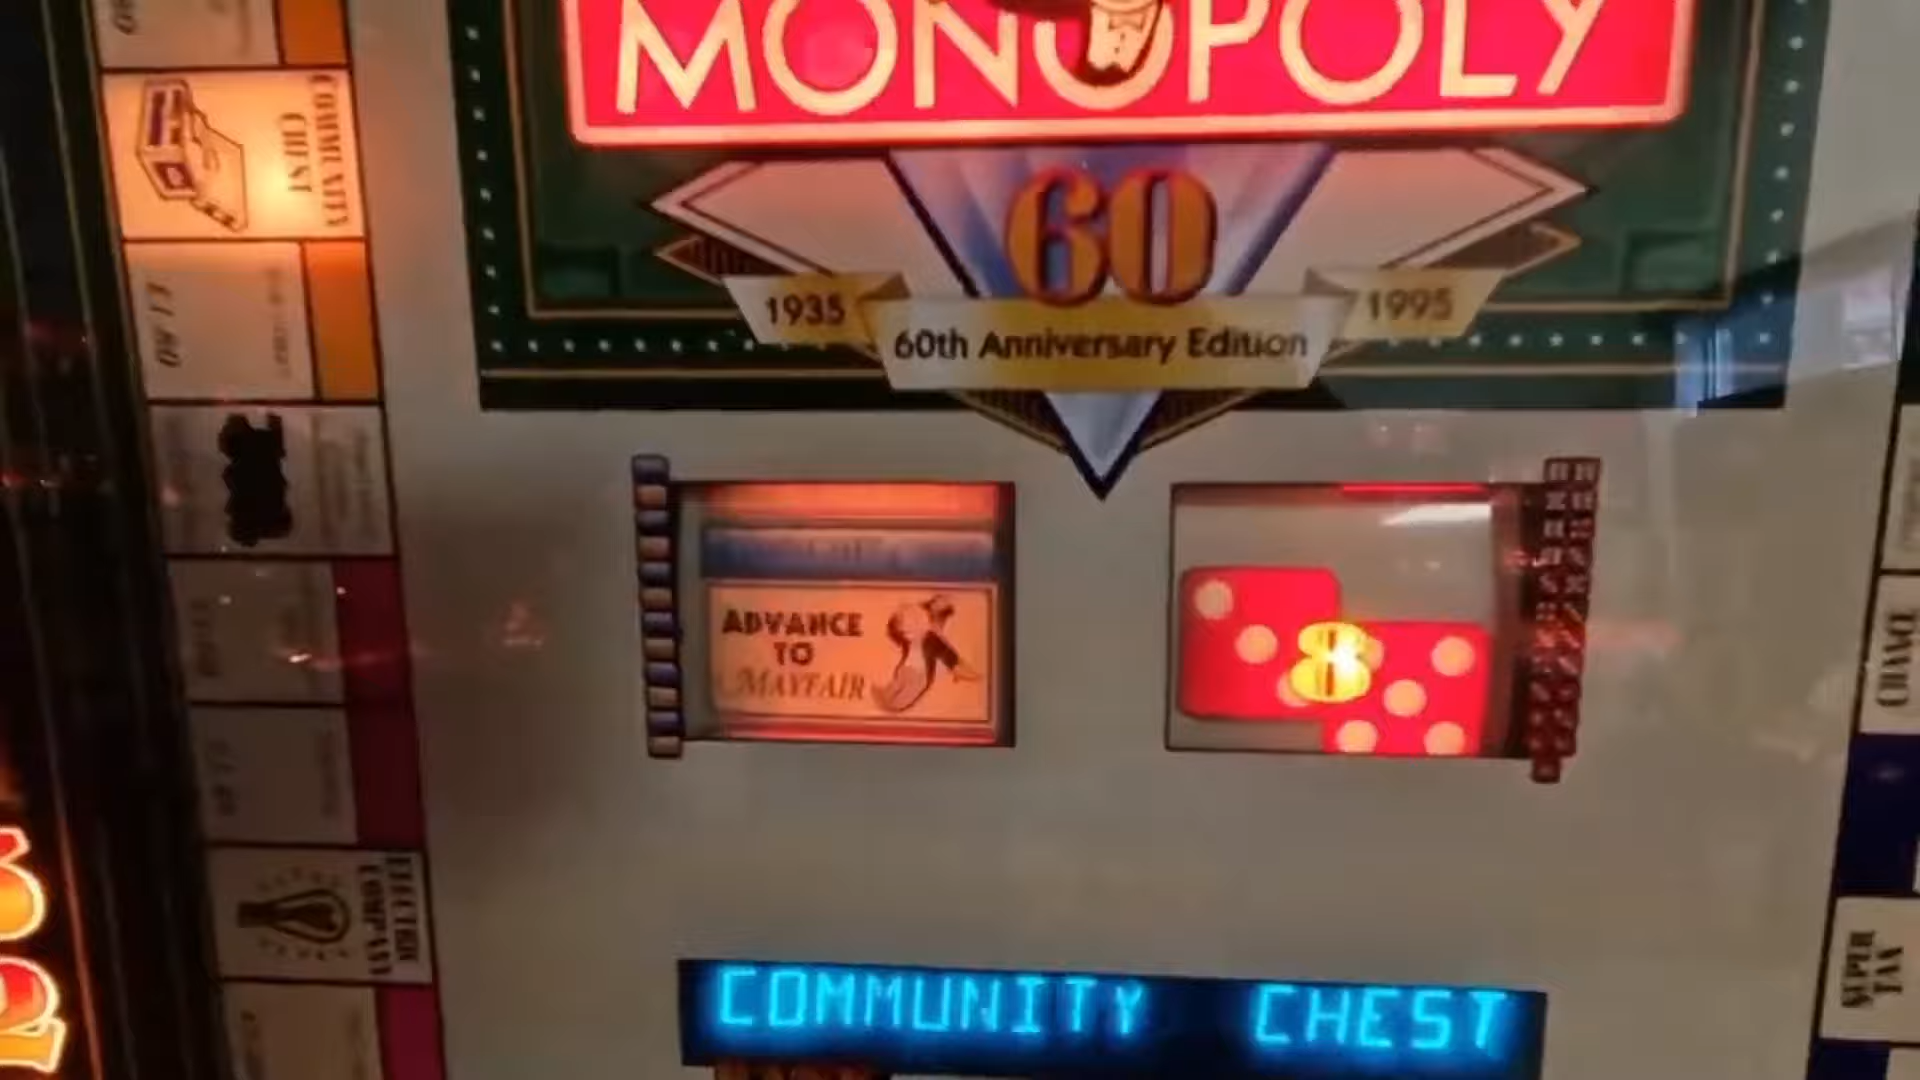 MONOPOLY
COMMUNITY
CHEST
60
1935
1995
60th Anniversary Edition
ADVANCE
TO
MAYFAIR
8
CHANCE
ELECTRIC
COMPANY
SUPER
TAX
COMMUNITY CHEST